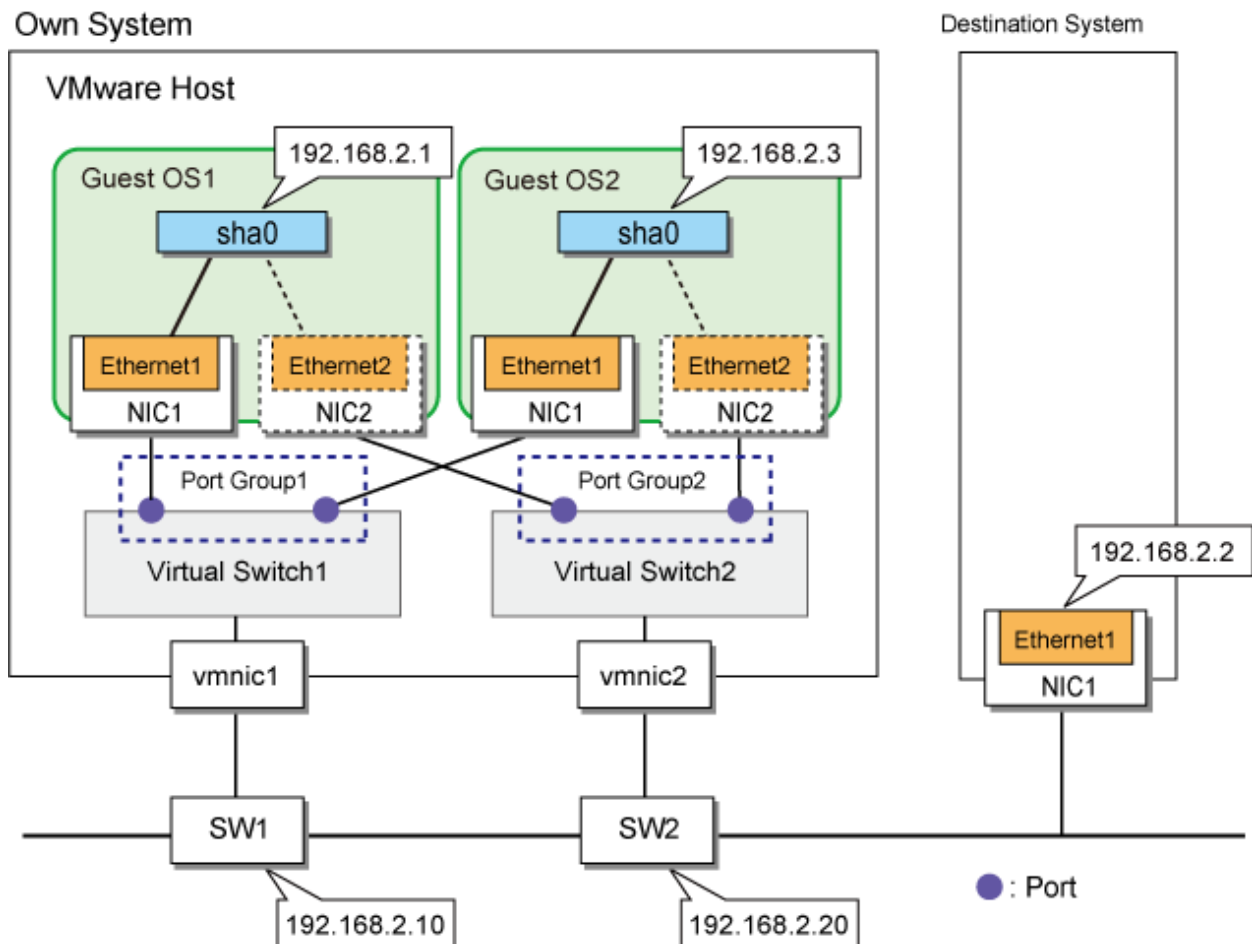 Own System
Destination System
VMware Host
192.168.2.1
192.168.2.3
Guest OS1
Guest OS2
sha0
sha0
Ethernet1
Ethernet2
Ethernet1
Ethernet2
NIC1
NIC2
NIC1
NIC2
Port Group1
Port Group2
192.168.2.2
Virtual Switch1
Virtual Switch2
Ethernet1
vmnic1
vmnic2
NIC1
SW1
SW2
: Port
192.168.2.10
192.168.2.20